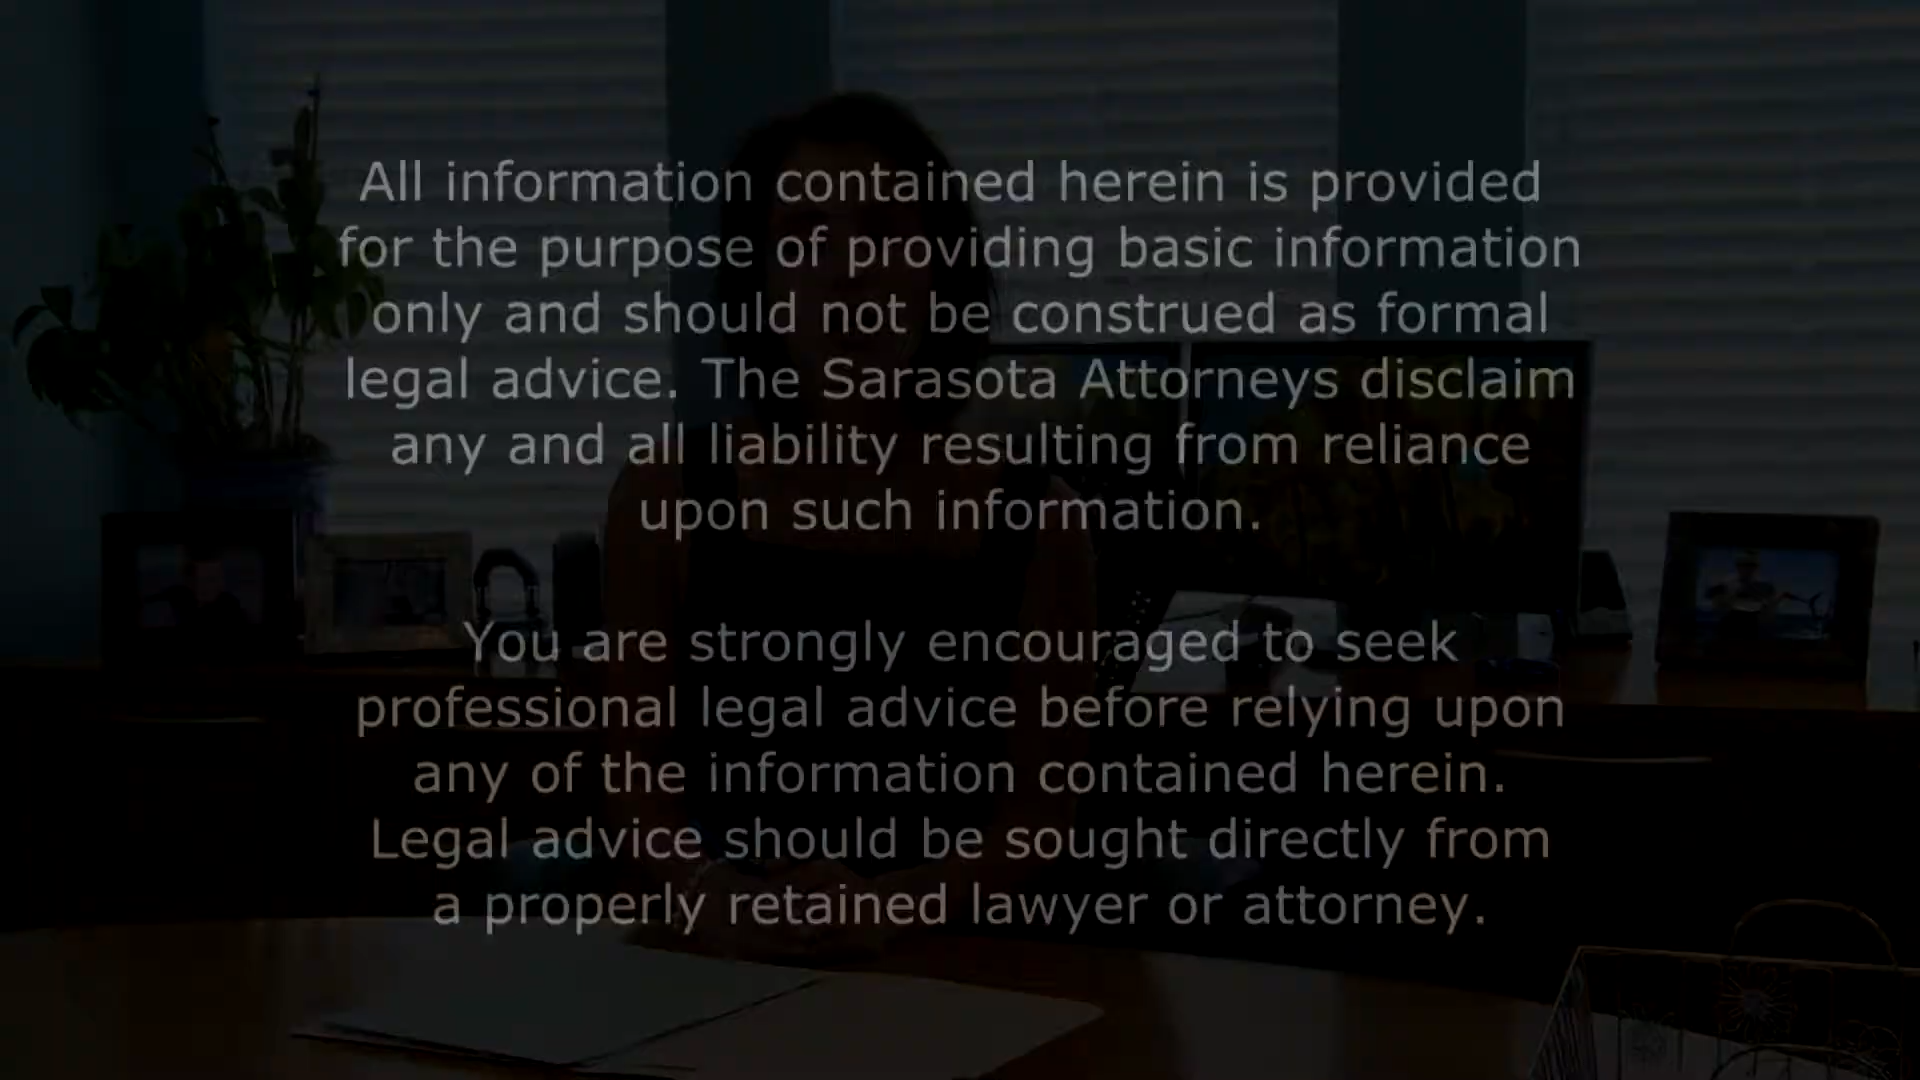 All information contained herein is provided
for the purpose of providing basic information
only and should not be construed as formal
legal advice. The Sarasota Attorneys disclaim
any and all liability resulting from reliance
upon such information.
You are strongly encouraged to seek
professional legal advice before relying upon
any of the information contained herein.
Legal advice should be sought directly from
a properly retained lawyer or attorney.